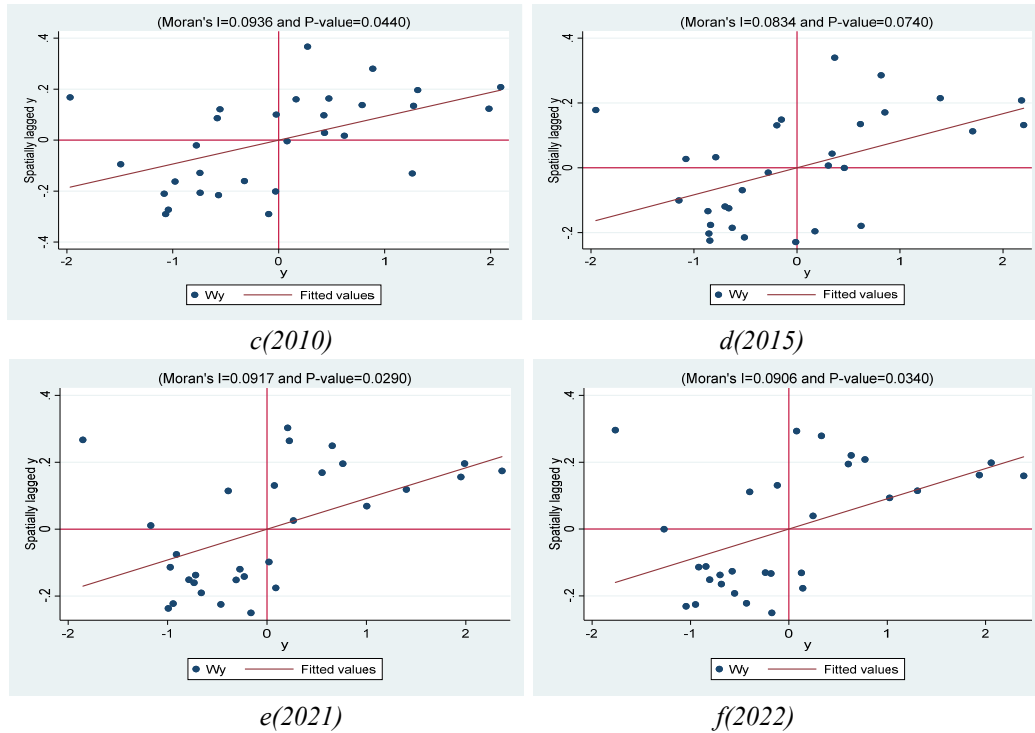 (Moran's I=0.0936 and P-value=0.0440)
Spatially lagged y
.4
.2
0
-.2
-.4
-2
-1
0
1
2
y
Wy
Fitted values
c(2010)
(Moran's I=0.0834 and P-value=0.0740)
Spatially lagged y
.4
.2
0
-.2
-2
-1
0
1
2
y
Wy
Fitted values
d(2015)
(Moran's I=0.0917 and P-value=0.0290)
Spatially lagged y
.4
.2
0
-.2
-2
-1
0
1
2
y
Wy
Fitted values
e(2021)
(Moran's I=0.0906 and P-value=0.0340)
Spatially lagged y
.4
.2
0
-.2
-2
-1
0
1
2
y
Wy
Fitted values
f(2022)